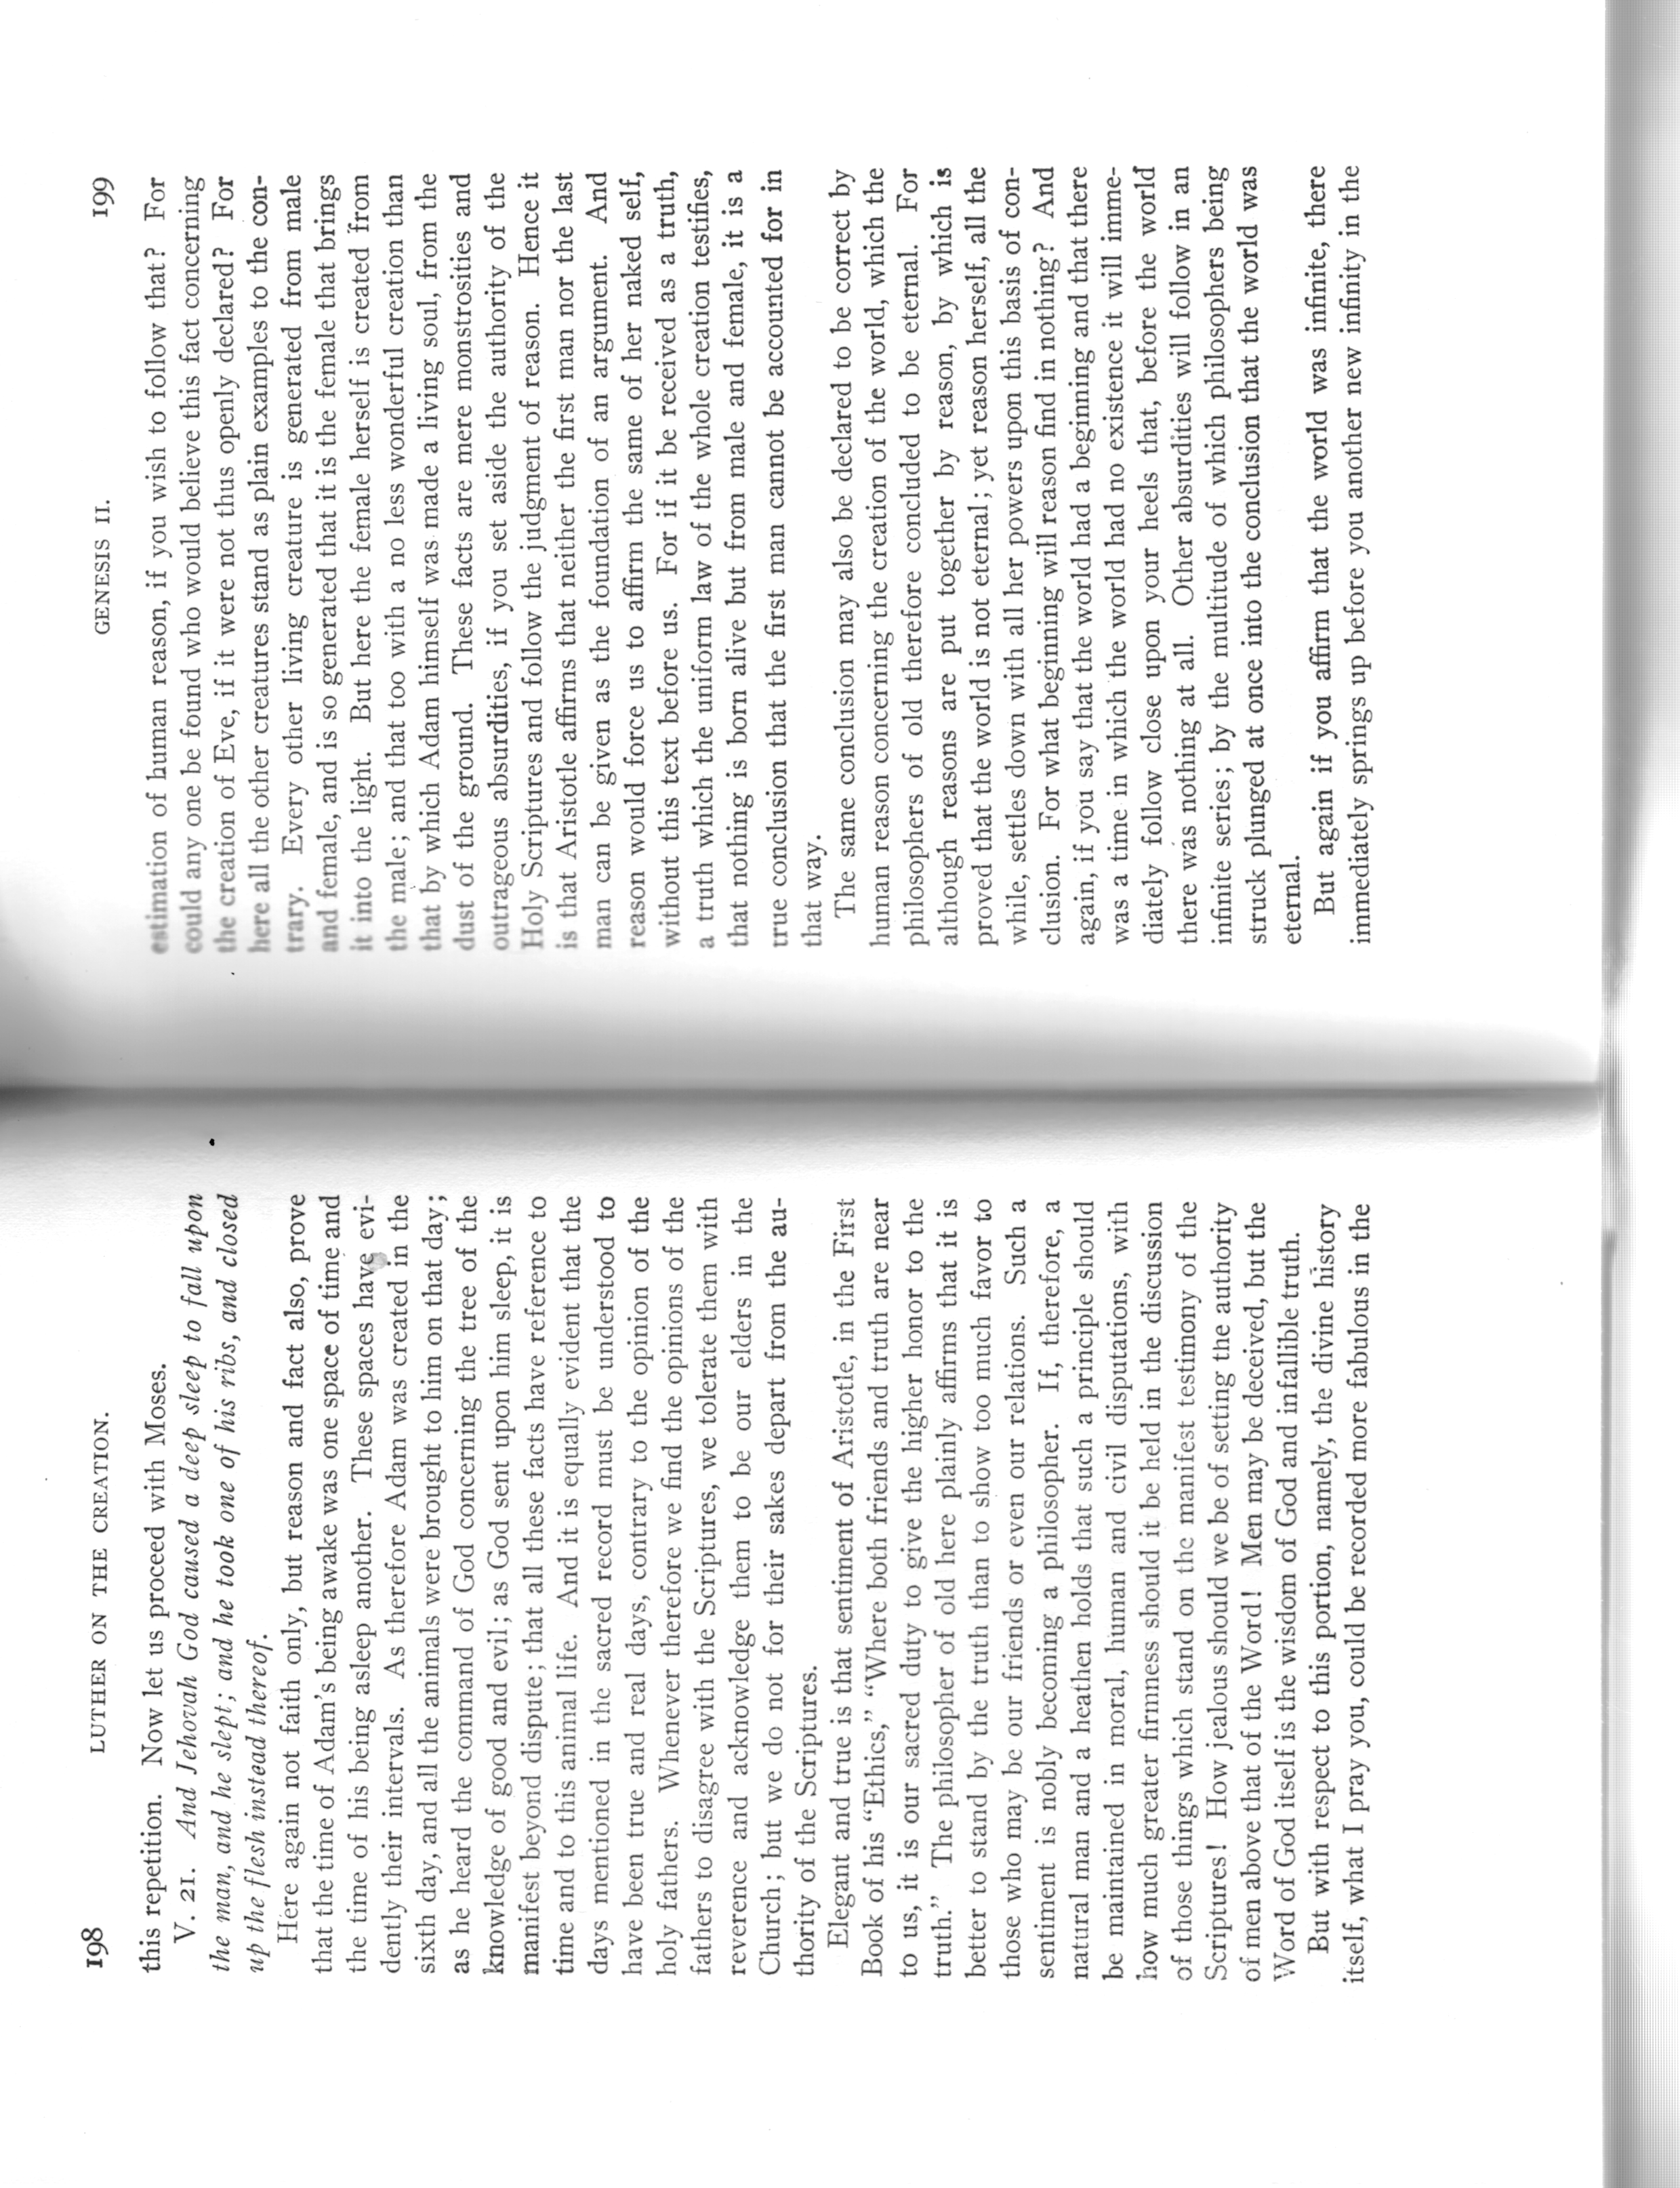 198 LUTHER ON THE CREATION.
this repetition. Now let us proceed with Moses.
V. 21. And Jehovah God caused a deep sleep to fall upon
the man, and he slept; and he took one of his ribs, and closed
up the flesh instead thereof.
Here again not faith only, but reason and fact also, prove
that the time of Adam's being awake was one space of time and
the time of his being asleep another. These spaces have evi-
dently their intervals. As therefore Adam was created in the
sixth day, and all the animals were brought to him on that day;
as he heard the command of God concerning the tree of the
knowledge of good and evil; as God sent upon him sleep, it is
manifest beyond dispute; that all these facts have reference to
time and to this animal life. And it is equally evident that the
days mentioned in the sacred record must be understood to
have been true and real days, contrary to the opinion of the
holy fathers. Whenever therefore we find the opinions of the
fathers to disagree with the Scriptures, we tolerate them with
reverence and acknowledge them to be our elders in the
Church; but we do not for their sakes depart from the au-
thority of the Scriptures.
Elegant and true is that sentiment of Aristotle, in the First
Book of his “Ethics,” “Where both friends and truth are near
to us, it is our sacred duty to give the higher honor to the
truth.” The philosopher of old here plainly affirms that it is
better to stand by the truth than to show too much favor to
those who may be our friends or even our relations. Such a
sentiment is nobly becoming a philosopher. If, therefore, a
natural man and a heathen holds that such a principle should
be maintained in moral, human and civil disputations, with
how much greater firmness should it be held in the discussion
of those things which stand on the manifest testimony of the
Scriptures! How jealous should we be of setting the authority
of men above that of the Word! Men may be deceived, but the
Word of God itself is the wisdom of God and infallible truth.
But with respect to this portion, namely, the divine history
itself, what I pray you, could be recorded more fabulous in the
GENESIS II. 199
estimation of human reason, if you wish to follow that? For
could any one be found who would believe this fact concerning
the creation of Eve, if it were not thus openly declared? For
here all the other creatures stand as plain examples to the con-
trary. Every other living creature is generated from male
and female, and is so generated that it is the female that brings
it into the light. But here the female herself is created from
the male; and that too with a no less wonderful creation than
that by which Adam himself was made a living soul, from the
dust of the ground. These facts are mere monstrosities and
outrageous absurdities, if you set aside the authority of the
Holy Scriptures and follow the judgment of reason. Hence it
is that Aristotle affirms that neither the first man nor the last
man can be given as the foundation of an argument. And
reason would force us to affirm the same of her naked self,
without this text before us. For if it be received as a truth,
a truth which the uniform law of the whole creation testifies,
that nothing is born alive but from male and female, it is a
true conclusion that the first man cannot be accounted for in
that way.
The same conclusion may also be declared to be correct by
human reason concerning the creation of the world, which the
philosophers of old therefore concluded to be eternal. For
although reasons are put together by reason, by which is
proved that the world is not eternal; yet reason herself, all the
while, settles down with all her powers upon this basis of con-
clusion. For what beginning will reason find in nothing? And
again, if you say that the world had a beginning and that there
was a time in which the world had no existence it will imme-
diately follow close upon your heels that, before the world
there was nothing at all. Other absurdities will follow in an
infinite series; by the multitude of which philosophers being
struck plunged at once into the conclusion that the world was
eternal.
But again if you affirm that the world was infinite, there
immediately springs up before you another new infinity in the